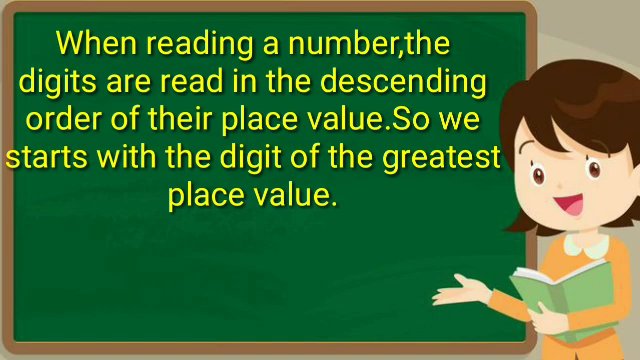 When reading a number,the
digits are read in the descending
order of their place value.So we
starts with the digit of the greatest
place value.